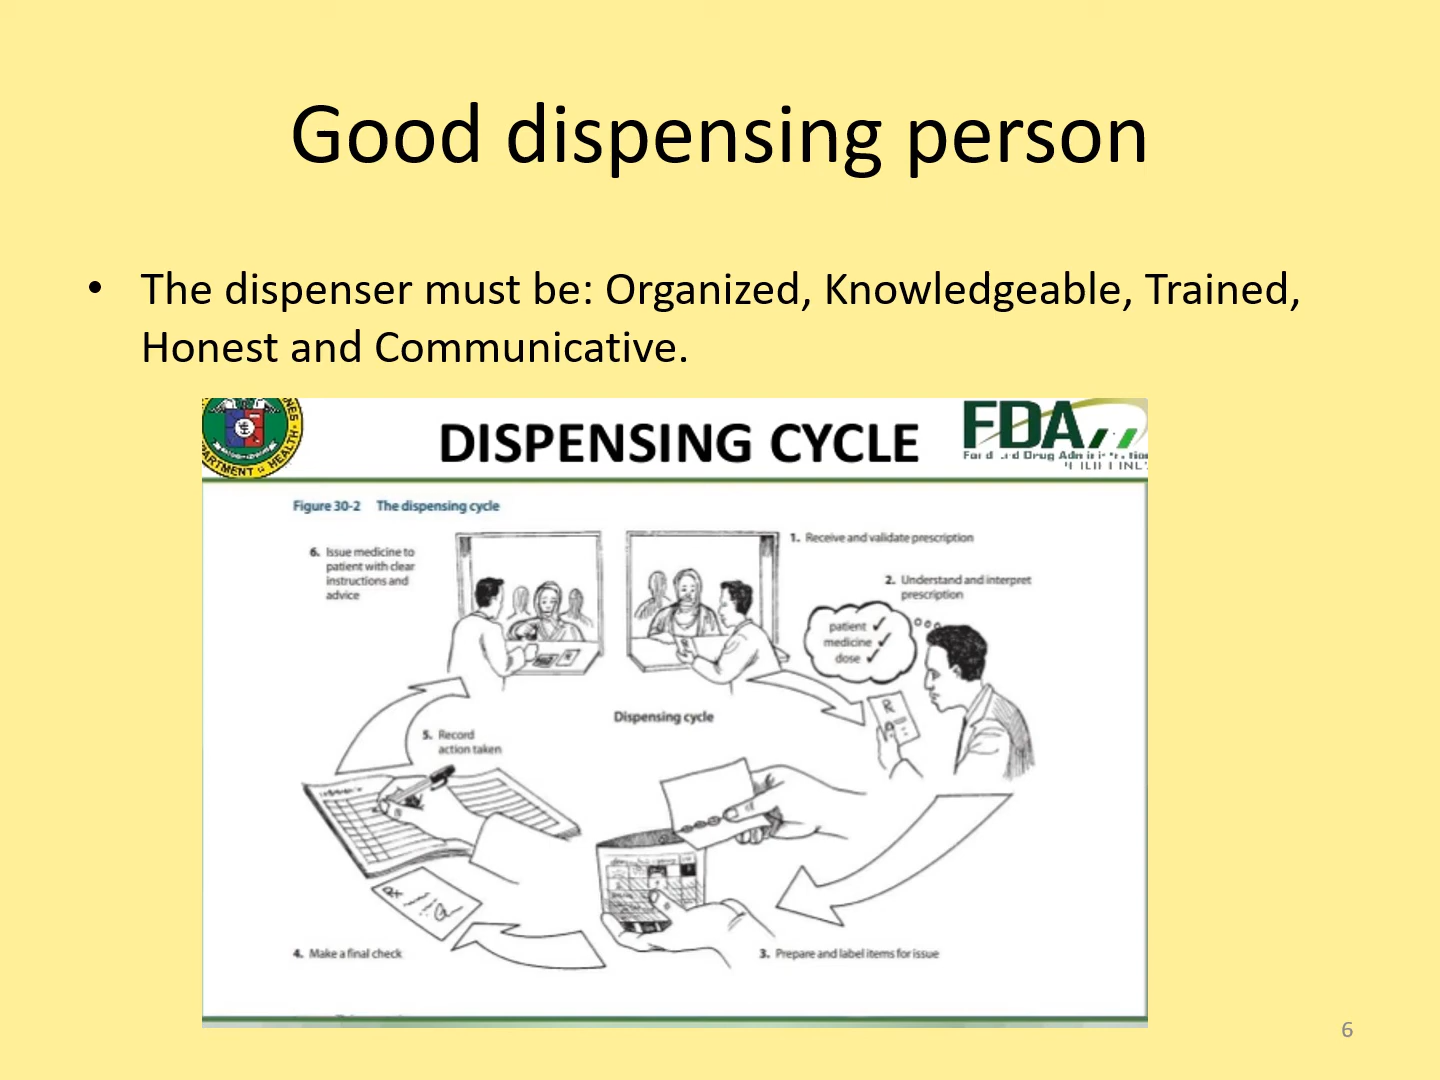 Good dispensing person
• The dispenser must be: Organized, Knowledgeable, Trained,
Honest and Communicative.
DISPENSING CYCLE
FDA
Figure 30-2 The dispensing cycle
1. Receive and validate prescription
2. Understand and interpret
prescription
patient ✓
medicine ✓
dose ✓
6. Issue medicine to
patient with clear
instructions and
advice
Dispensing cycle
5. Record
action taken
4. Make a final check
3. Prepare and label items for issue
6